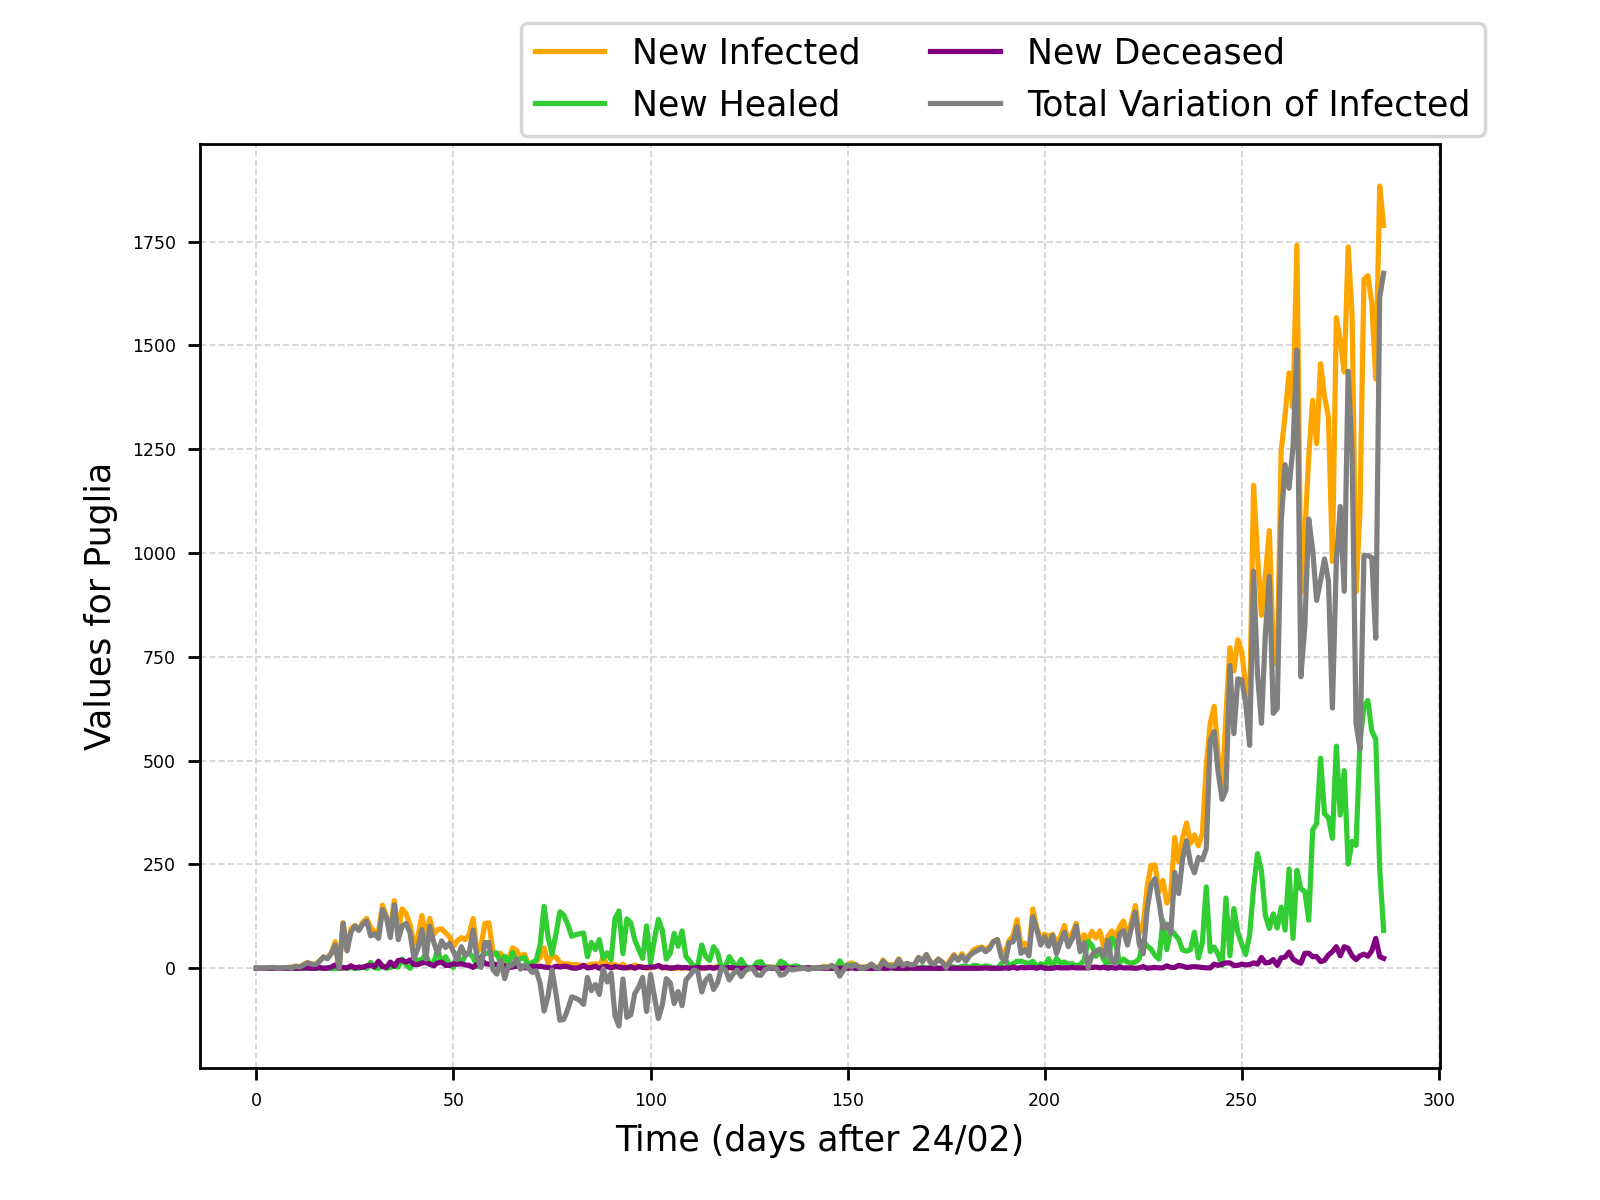 New Infected
New Healed
New Deceased
Total Variation of Infected
Values for Puglia
1750
1500
1250
1000
750
500
250
0
0 50 100 150 200 250 300
Time (days after 24/02)